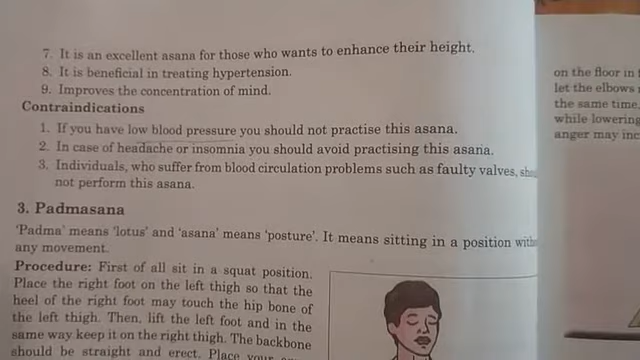 7. It is an excellent asana for those who wants to enhance their height.
8. It is beneficial in treating hypertension.
9. Improves the concentration of mind.
Contraindications
1. If you have low blood pressure you should not practise this asana.
2. In case of headache or insomnia you should avoid practising this asana.
3. Individuals, who suffer from blood circulation problems such as faulty valves,
not perform this asana.
3. Padmasana
'Padma' means 'lotus' and 'asana' means 'posture'. It means sitting in a position
any movement.
Procedure: First of all sit in a squat position.
Place the right foot on the left thigh so that the
heel of the right foot may touch the hip bone of
the left thigh. Then, lift the left foot and in the
same way keep it on the right thigh. The backbone
should be straight and erect. Place your
on the floor in
let the elbows
the same time,
while lowering
anger may